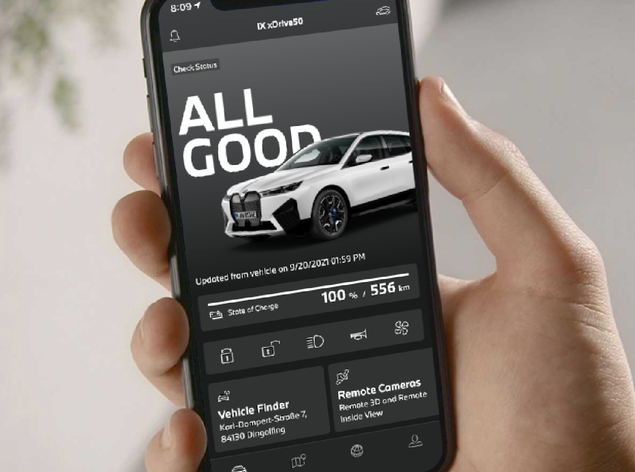 8:09
iX xDrive50
Check Status
ALL
GOOD
Updated from vehicle on 9/20/2021 01:59 PM
State of Charge
100 % / 556 km
Vehicle Finder
Karl-Dompert-Straße 7,
84130 Dingolfing
Remote Cameras
Remote 3D and Remote
Inside View